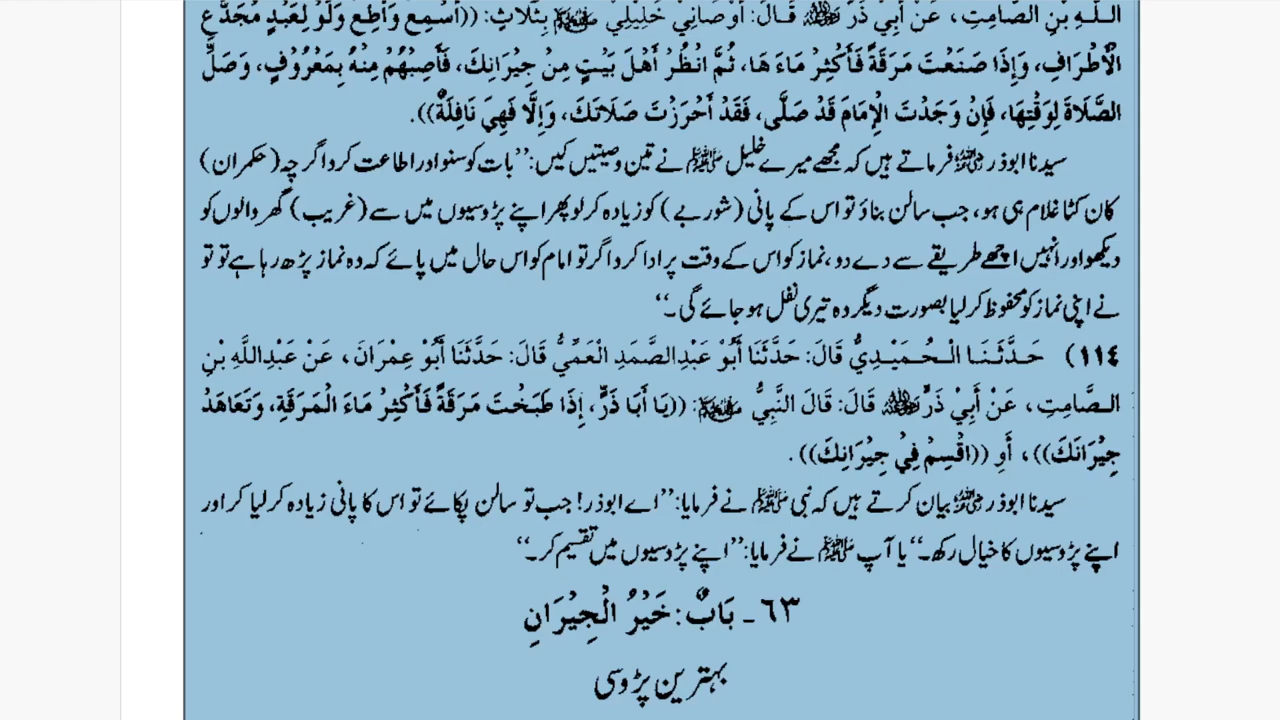 اللّٰهِ بْنِ الصَّامِتِ، عَنْ أَبِيْ ذَرٍّ رضی اللہ عنہ قَالَ: أَوْصَانِيْ خَلِيْلِيْ ﷺ بِثَلَاثٍ: ((أَسْمِعْ وَأَطِعْ وَلَوْ لِعَبْدٍ مُجَدَّعِ
الْأَطْرَافِ، وَإِذَا صَنَعْتَ مَرَقَةً فَأَكْثِرْ مَاءَ هَا، ثُمَّ انْظُرْ أَهْلَ بَيْتٍ مِنْ جِيْرَانِكَ، فَأَصِبْهُمْ مِنْهُ بِمَعْرُوْفٍ، وَصَلِّ
الصَّلَاةَ لِوَقْتِهَا، فَإِنْ وَجَدْتَ الْإِمَامَ قَدْ صَلَّى، فَقَدْ أَحْرَزْتَ صَلَاتَكَ، وَإِلَّا فَهِيَ نَافِلَةٌ)).
سیدنا ابوذر رضی اللہ عنہ فرماتے ہیں کہ مجھے میرے خلیل ﷺ نے تین وصیتیں کیں: ’’بات کو سنو اور اطاعت کرو اگرچہ (حکمران)
کان کٹا غلام ہی ہو، جب سالن بناؤ تو اس کے پانی (شوربے) کو زیادہ کر لو پھر اپنے پڑوسیوں میں سے (غریب) گھر والوں کو
دیکھو اور انہیں اچھے طریقے سے دے دو، نماز کو اس کے وقت پر ادا کرو اگر تو امام کو اس حال میں پائے کہ وہ نماز پڑھ رہا ہے تو تو
نے اپنی نماز کو محفوظ کر لیا بصورت دیگر وہ تیری نفل ہو جائے گی۔‘‘
١١٤) حَدَّثَنَا الْحُمَيْدِيُّ قَالَ: حَدَّثَنَا أَبُوْ عَبْدِالصَّمَدِ الْعَمِّيُّ قَالَ: حَدَّثَنَا أَبُوْ عِمْرَانَ، عَنْ عَبْدِاللَّهِ بْنِ
الصَّامِتِ، عَنْ أَبِيْ ذَرٍّ رضی اللہ عنہ قَالَ: قَالَ النَّبِيُّ ﷺ: ((يَا أَبَا ذَرٍّ، إِذَا طَبَخْتَ مَرَقَةً فَأَكْثِرْ مَاءَ الْمَرَقَةِ، وَتَعَاهَدْ
جِيْرَانَكَ))، أَوِ ((اقْسِمْ فِيْ جِيْرَانِكَ)).
سیدنا ابوذر رضی اللہ عنہ بیان کرتے ہیں کہ نبی ﷺ نے فرمایا: ’’اے ابوذر! جب تو سالن پکائے تو اس کا پانی زیادہ کر لیا کر اور
اپنے پڑوسیوں کا خیال رکھ۔‘‘ یا آپ ﷺ نے فرمایا: ’’اپنے پڑوسیوں میں تقسیم کر۔‘‘
٦٣ ـ بَابٌ: خَيْرُ الْجِيْرَانِ
بہترین پڑوسی